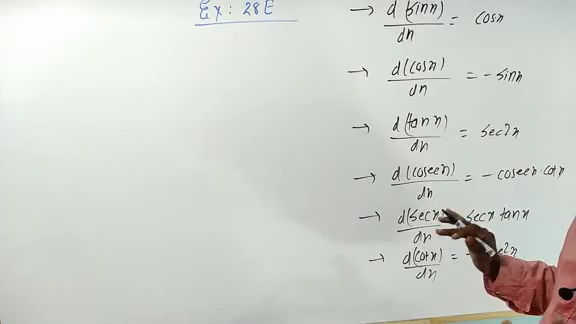 Ex: 28E
→ d(sinx)/dx = cosx
→ d(cosx)/dx = -sinx
→ d(tanx)/dx = sec2x
→ d(cosecx)/dx = -cosecx.cotx
→ d(secx)/dx secx tanx
→ d(cotx)/dx =